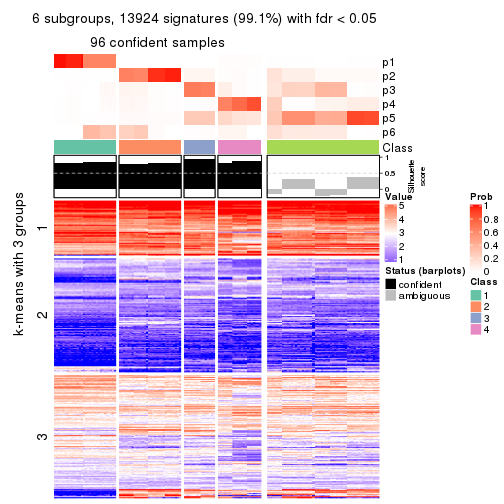 6 subgroups, 13924 signatures (99.1%) with fdr < 0.05
96 confident samples
p1
p2
p3
p4
p5
p6
Class
1
0.5
0
Silhouette
score
k-means with 3 groups
1
2
3
Value
5
4
3
2
1
Status (barplots)
confident
ambiguous
Prob
1
0.8
0.6
0.4
0.2
0
Class
1
2
3
4